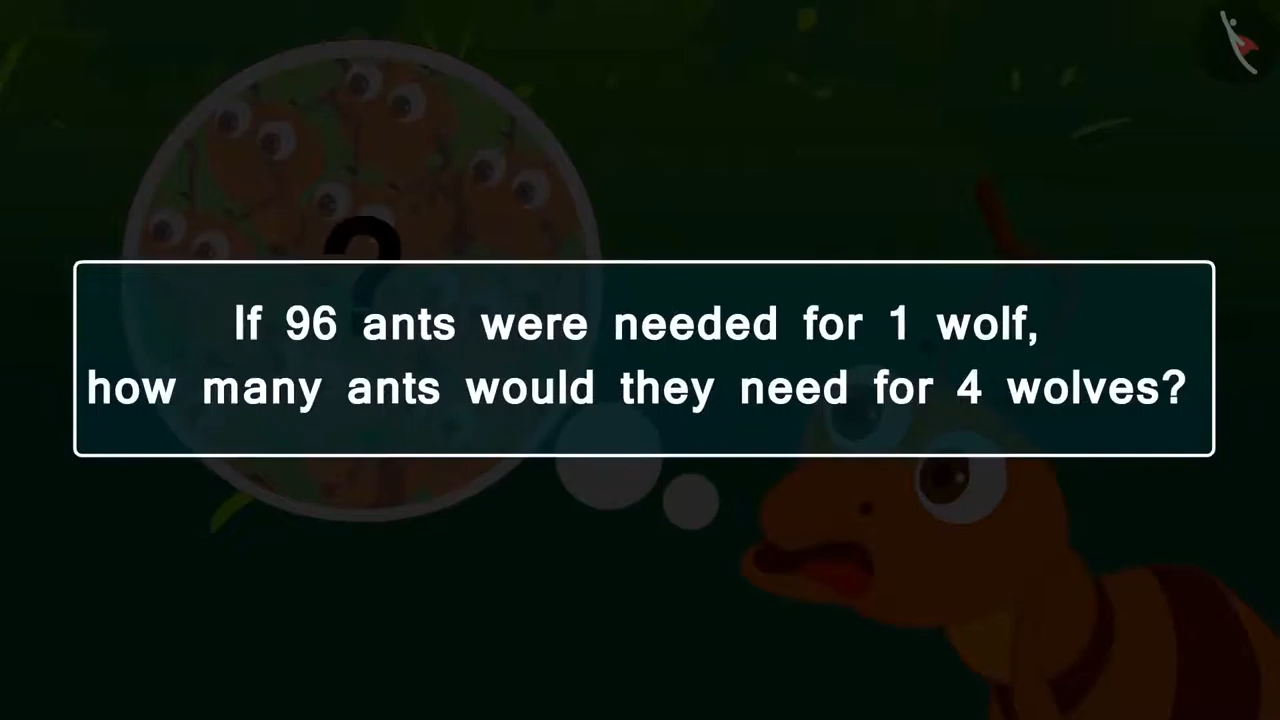 If 96 ants were needed for 1 wolf,
how many ants would they need for 4 wolves?